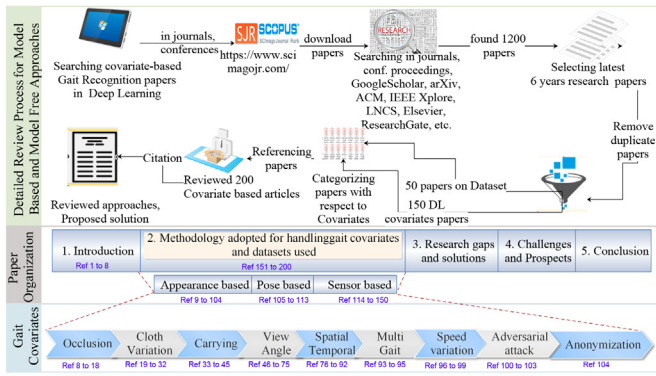 Detailed Review Process for Model
Based and Model Free Approaches
Searching covariate-based
Gait Recognition papers
in Deep Learning
in journals,
conferences
SJR SCOPUS
SCImago Journal Rank
https://www.sci
magojr.com/
download
papers
RESEARCH
Searching in journals,
conf. proceedings,
GoogleScholar, arXiv,
ACM, IEEE Xplore,
LNCS, Elsevier,
ResearchGate, etc.
found 1200
papers
Selecting latest
6 years research papers
Remove
duplicate
papers
50 papers on Dataset
150 DL
covariates papers
Categorizing
papers with
respect to
Covariates
Referencing
papers
Reviewed 200
Covariate based articles
Citation
Reviewed approaches,
Proposed solution
Paper
Organization
1. Introduction
Ref 1 to 8
2. Methodology adopted for handlinggait covariates
and datasets used
Ref 151 to 200
3. Research gaps
and solutions
4. Challenges
and Prospects
5. Conclusion
Appearance based
Ref 9 to 104
Pose based
Ref 105 to 113
Sensor based
Ref 114 to 150
Gait
Covariates
Occlusion
Ref 8 to 18
Cloth
Variation
Ref 19 to 32
Carrying
Ref 33 to 45
View
Angle
Ref 46 to 75
Spatial
Temporal
Ref 76 to 92
Multi
Gait
Ref 93 to 95
Speed
variation
Ref 96 to 99
Adversarial
attack
Ref 100 to 103
Anonymization
Ref 104